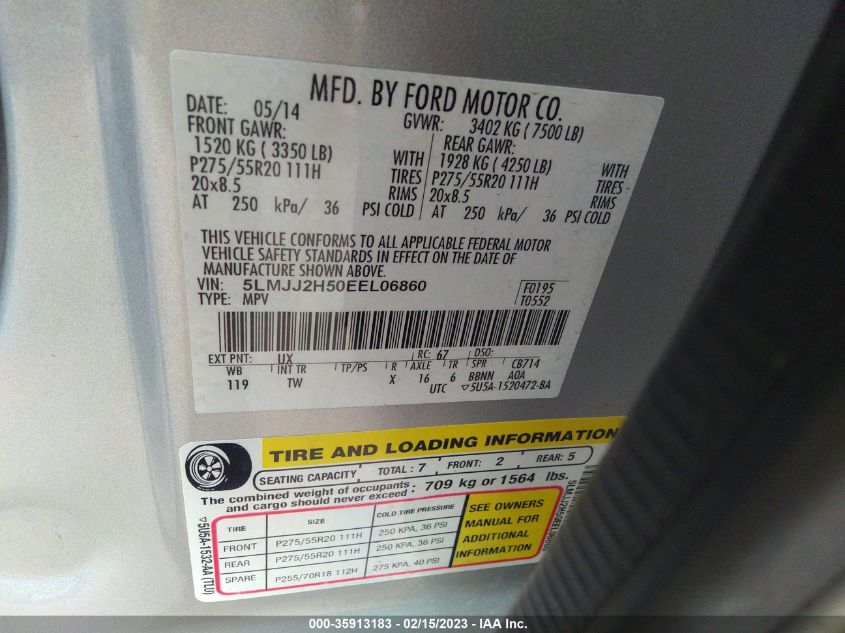 MFD. BY FORD MOTOR CO.
DATE: 05/14 GVWR: 3402 KG ( 7500 LB)
FRONT GAWR: REAR GAWR:
1520 KG ( 3350 LB) WITH 1928 KG ( 4250 LB) WITH
P275/55R20 111H TIRES P275/55R20 111H TIRES
20x8.5 RIMS 20x8.5 RIMS
AT 250 kPa/ 36 PSI COLD AT 250 kPa/ 36 PSI COLD
THIS VEHICLE CONFORMS TO ALL APPLICABLE FEDERAL MOTOR
VEHICLE SAFETY STANDARDS IN EFFECT ON THE DATE OF
MANUFACTURE SHOWN ABOVE.
VIN: 5LMJJ2H50EEL06860 F0195
TYPE: MPV T0552
EXT PNT: UX RC: 67 DSO:
WB INT TR TP/PS R AXLE TR SPR CB714
119 TW X 16 6 BBNN AOA
UTC ▽5U5A-1520472-BA
TIRE AND LOADING INFORMATION
SEATING CAPACITY TOTAL : 7 FRONT: 2 REAR: 5
The combined weight of occupants and cargo should never exceed : 709 kg or 1564 lbs.
TIRE SIZE COLD TIRE PRESSURE
FRONT P275/55R20 111H 250 KPA, 36 PSI
REAR P275/55R20 111H 250 KPA, 36 PSI
SPARE P255/70R18 112H 275 KPA, 40 PSI
SEE OWNERS
MANUAL FOR
ADDITIONAL
INFORMATION
▽5U5A-1532-AA (TL0)
5LMJJ2H50EEL06860
000-35913183 - 02/15/2023 - IAA Inc.